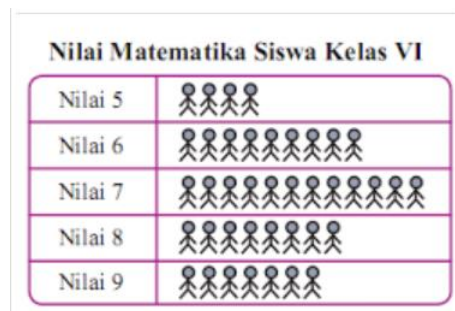 Nilai Matematika Siswa Kelas VI
Nilai 5
Nilai 6
Nilai 7
Nilai 8
Nilai 9